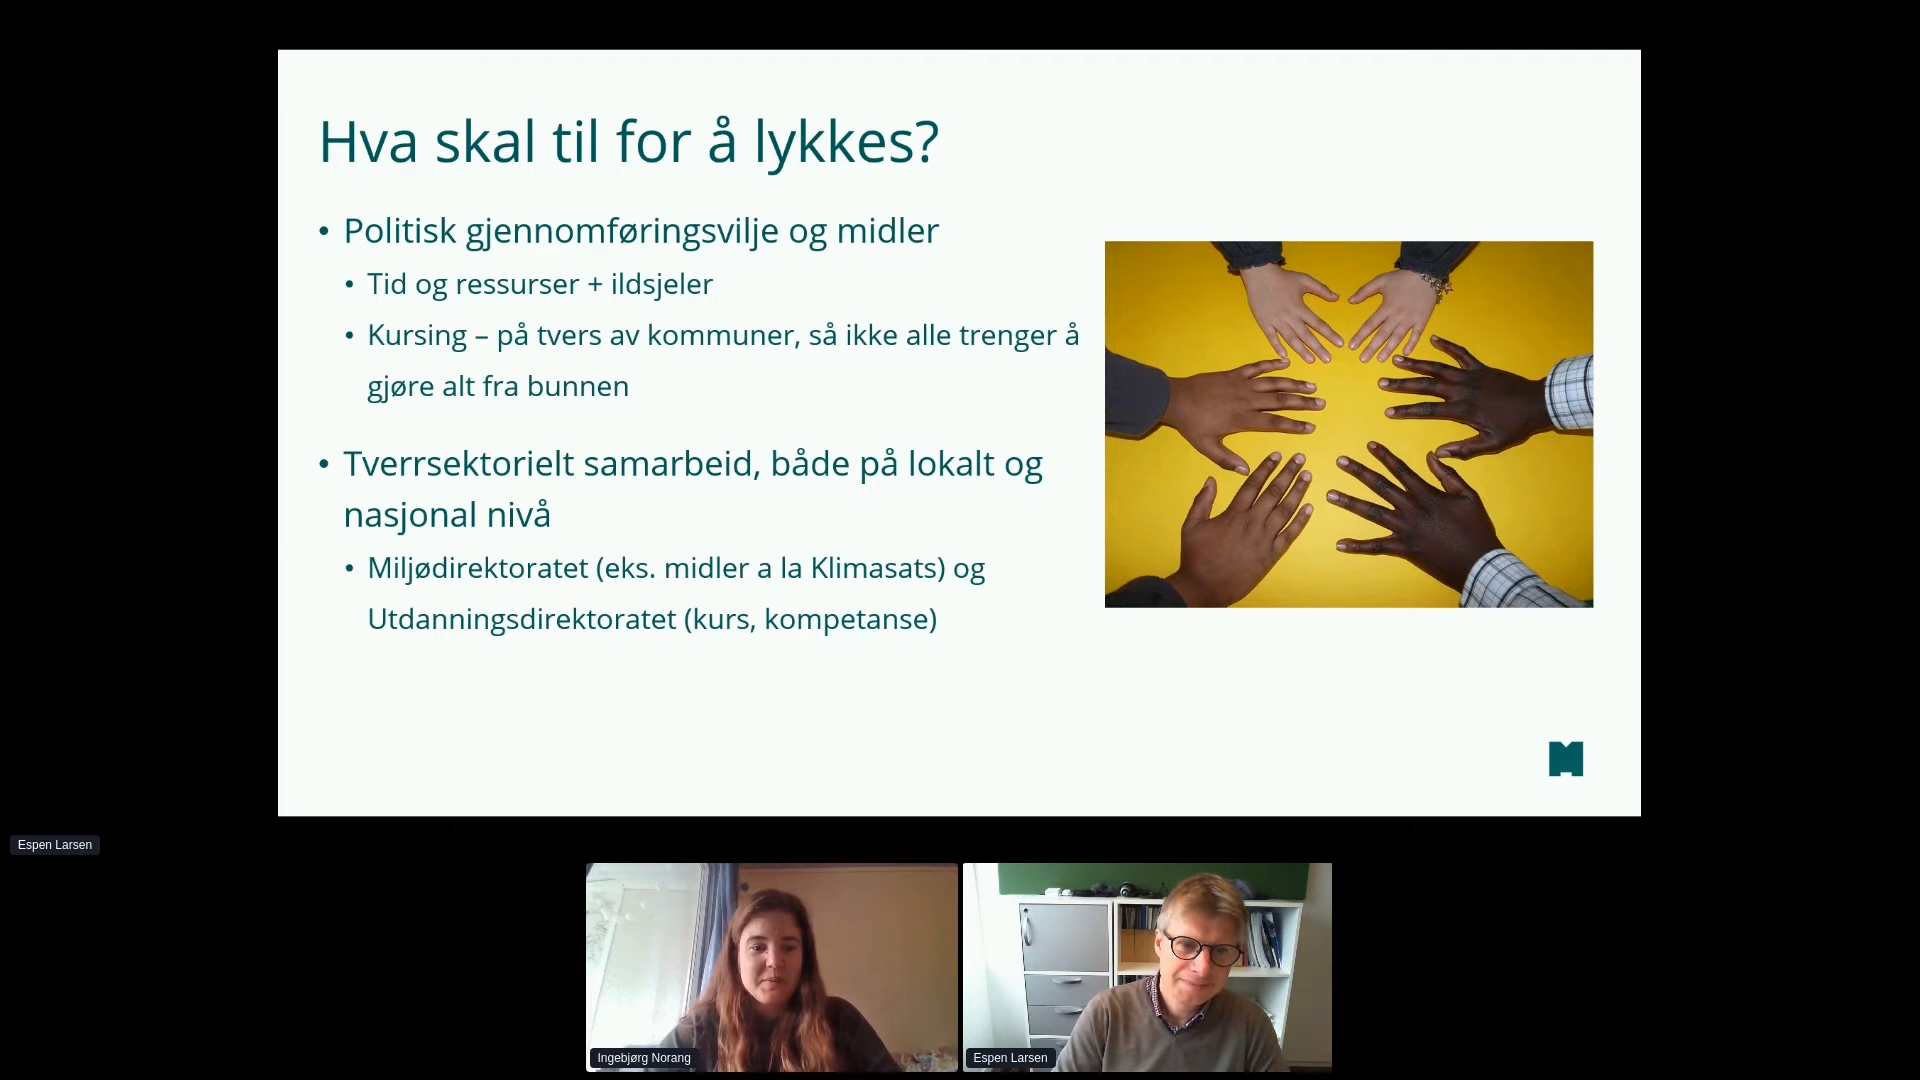 Hva skal til for å lykkes?
• Politisk gjennomføringsvilje og midler
• Tid og ressurser + ildsjeler
• Kursing – på tvers av kommuner, så ikke alle trenger å
gjøre alt fra bunnen
• Tverrsektorielt samarbeid, både på lokalt og
nasjonal nivå
• Miljødirektoratet (eks. midler a la Klimasats) og
Utdanningsdirektoratet (kurs, kompetanse)
Espen Larsen
Ingebjørg Norang
Espen Larsen